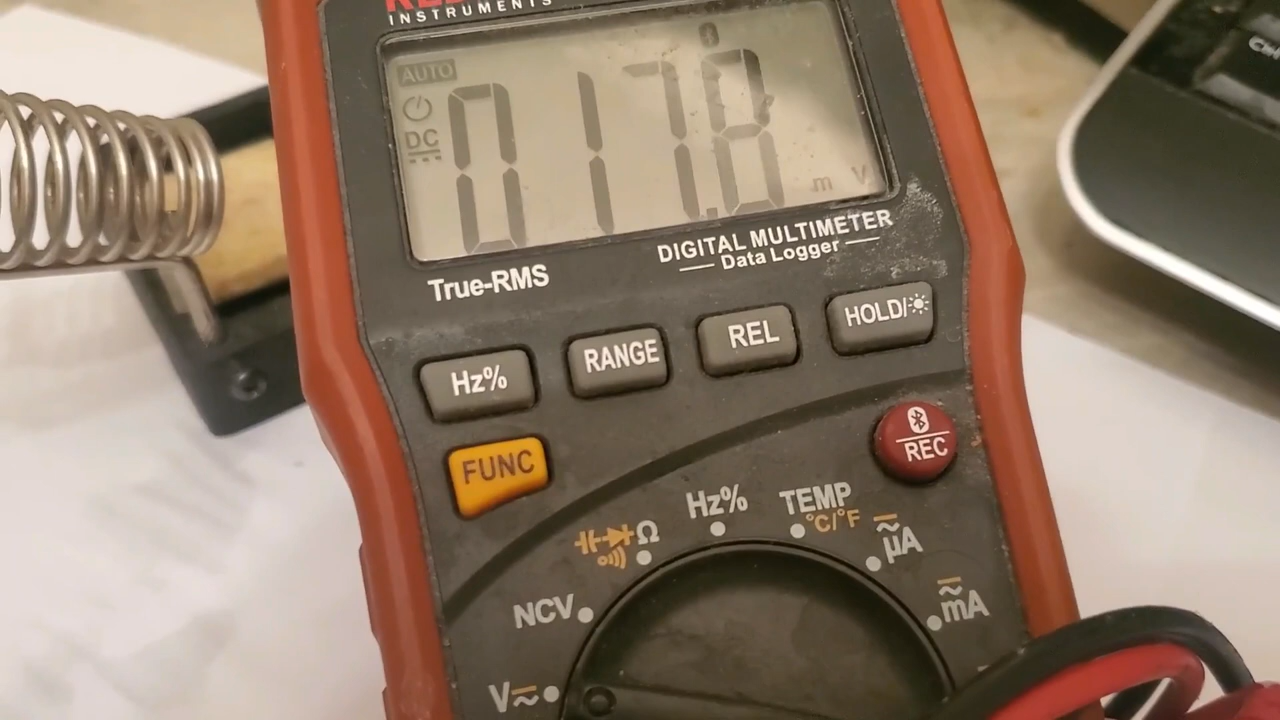 INSTRUMENTS
AUTO
DC
017.8
m V
DIGITAL MULTIMETER
True-RMS
Data Logger
Hz%
RANGE
REL
HOLD/
FUNC
REC
Hz%
TEMP
°C/°F
Ω
µA
NCV
mA
V